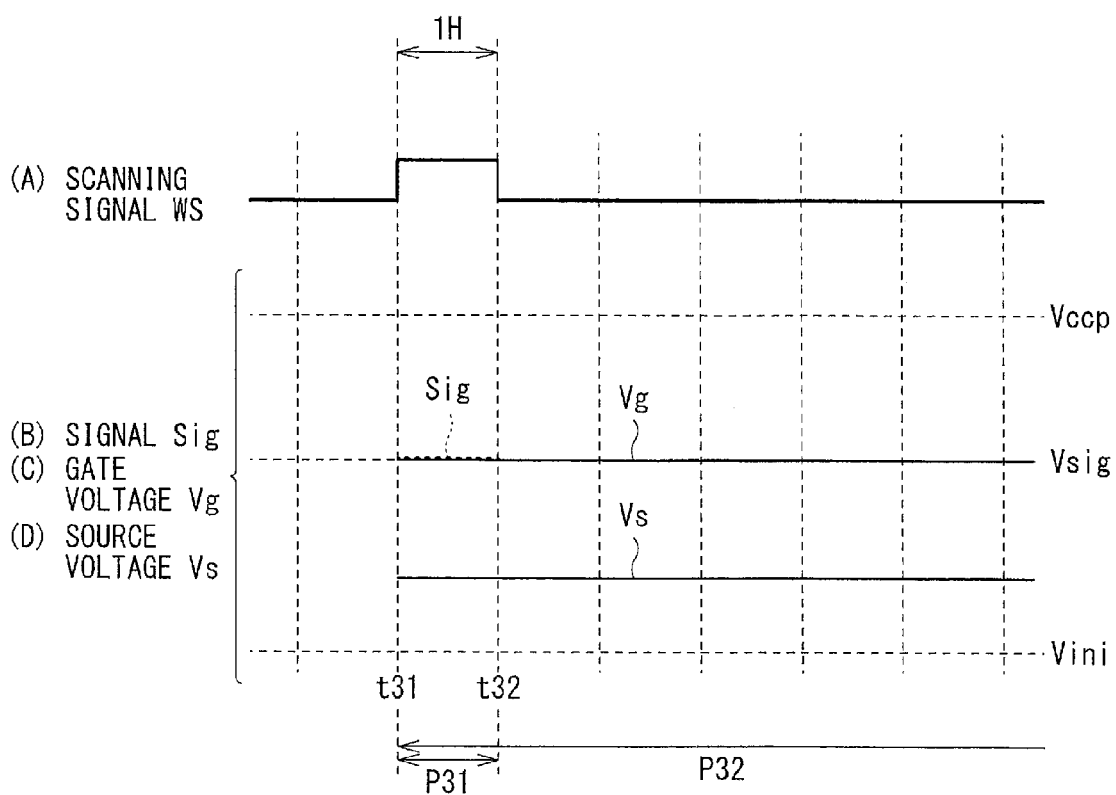 1H
(A) SCANNING
SIGNAL WS
Vccp
Sig
Vg
(B) SIGNAL Sig
Vsig
(C) GATE
VOLTAGE Vg
Vs
(D) SOURCE
VOLTAGE Vs
Vini
t31 t32
P31
P32